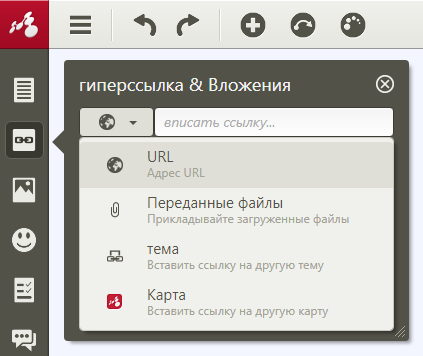 гиперссылка & Вложения
вписать ссылку...
URL
Адрес URL
Переданные файлы
Прикладывайте загруженные файлы
тема
Вставить ссылку на другую тему
Карта
Вставить ссылку на другую карту